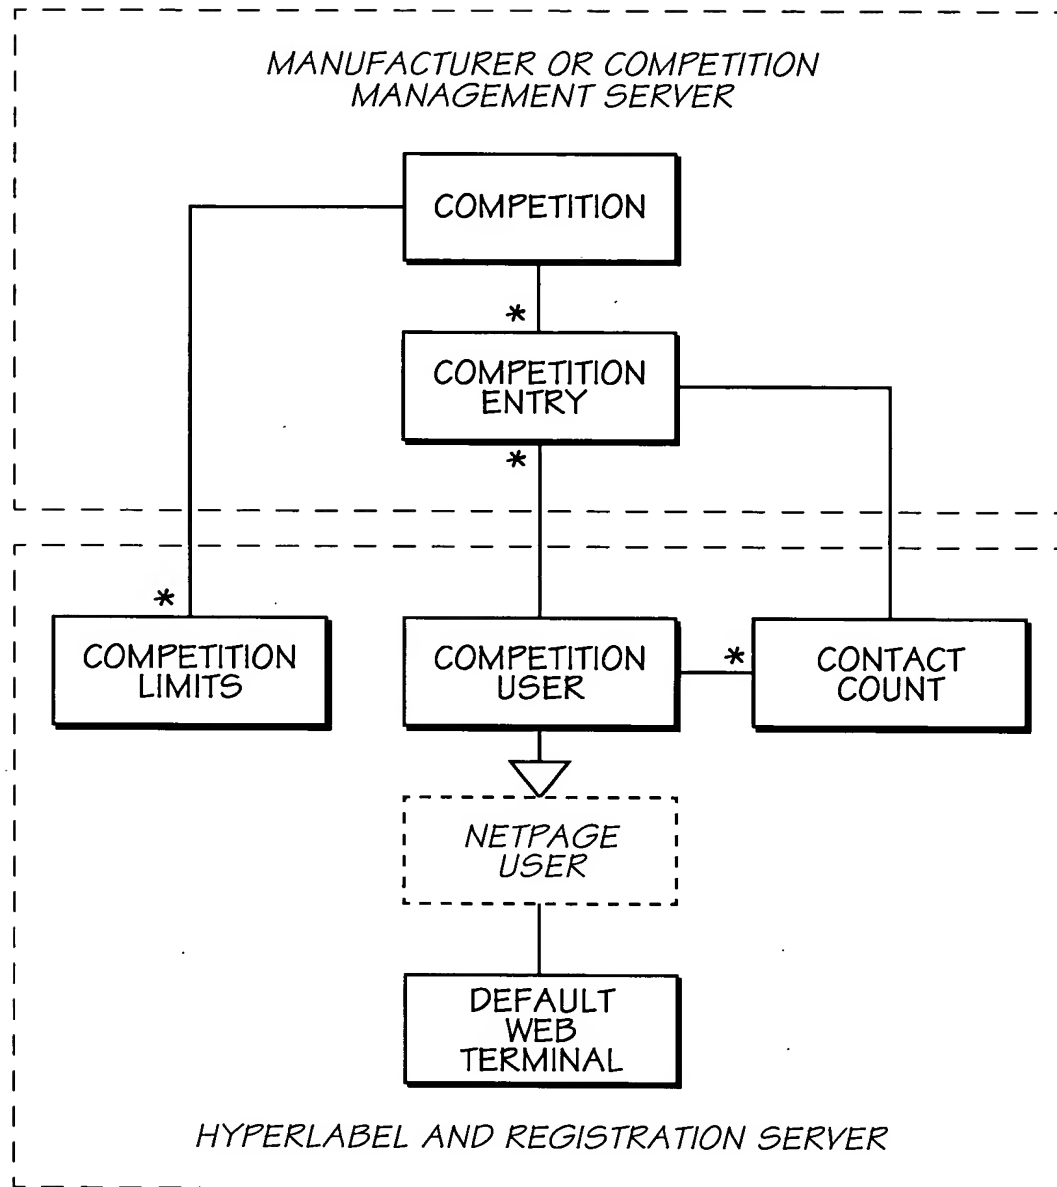 MANUFACTURER OR COMPETITION
MANAGEMENT SERVER
COMPETITION
*
COMPETITION
ENTRY
*
*
COMPETITION
LIMITS
COMPETITION
USER
*
CONTACT
COUNT
NETPAGE
USER
DEFAULT
WEB
TERMINAL
HYPERLABEL AND REGISTRATION SERVER